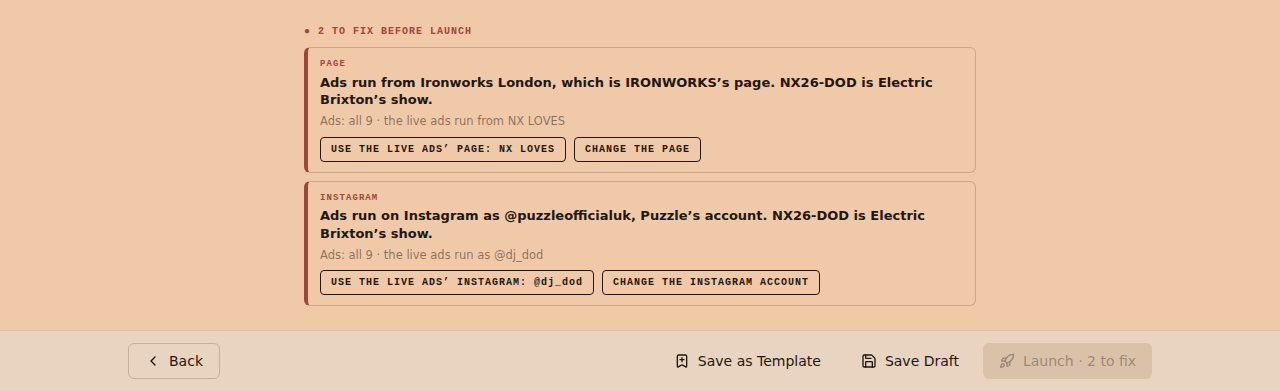 • 2 TO FIX BEFORE LAUNCH
PAGE
Ads run from Ironworks London, which is IRONWORKS’s page. NX26-DOD is Electric
Brixton’s show.
Ads: all 9 · the live ads run from NX LOVES
USE THE LIVE ADS’ PAGE: NX LOVES
CHANGE THE PAGE
INSTAGRAM
Ads run on Instagram as @puzzleofficialuk, Puzzle’s account. NX26-DOD is Electric
Brixton’s show.
Ads: all 9 · the live ads run as @dj_dod
USE THE LIVE ADS’ INSTAGRAM: @dj_dod
CHANGE THE INSTAGRAM ACCOUNT
Back
Save as Template
Save Draft
Launch · 2 to fix